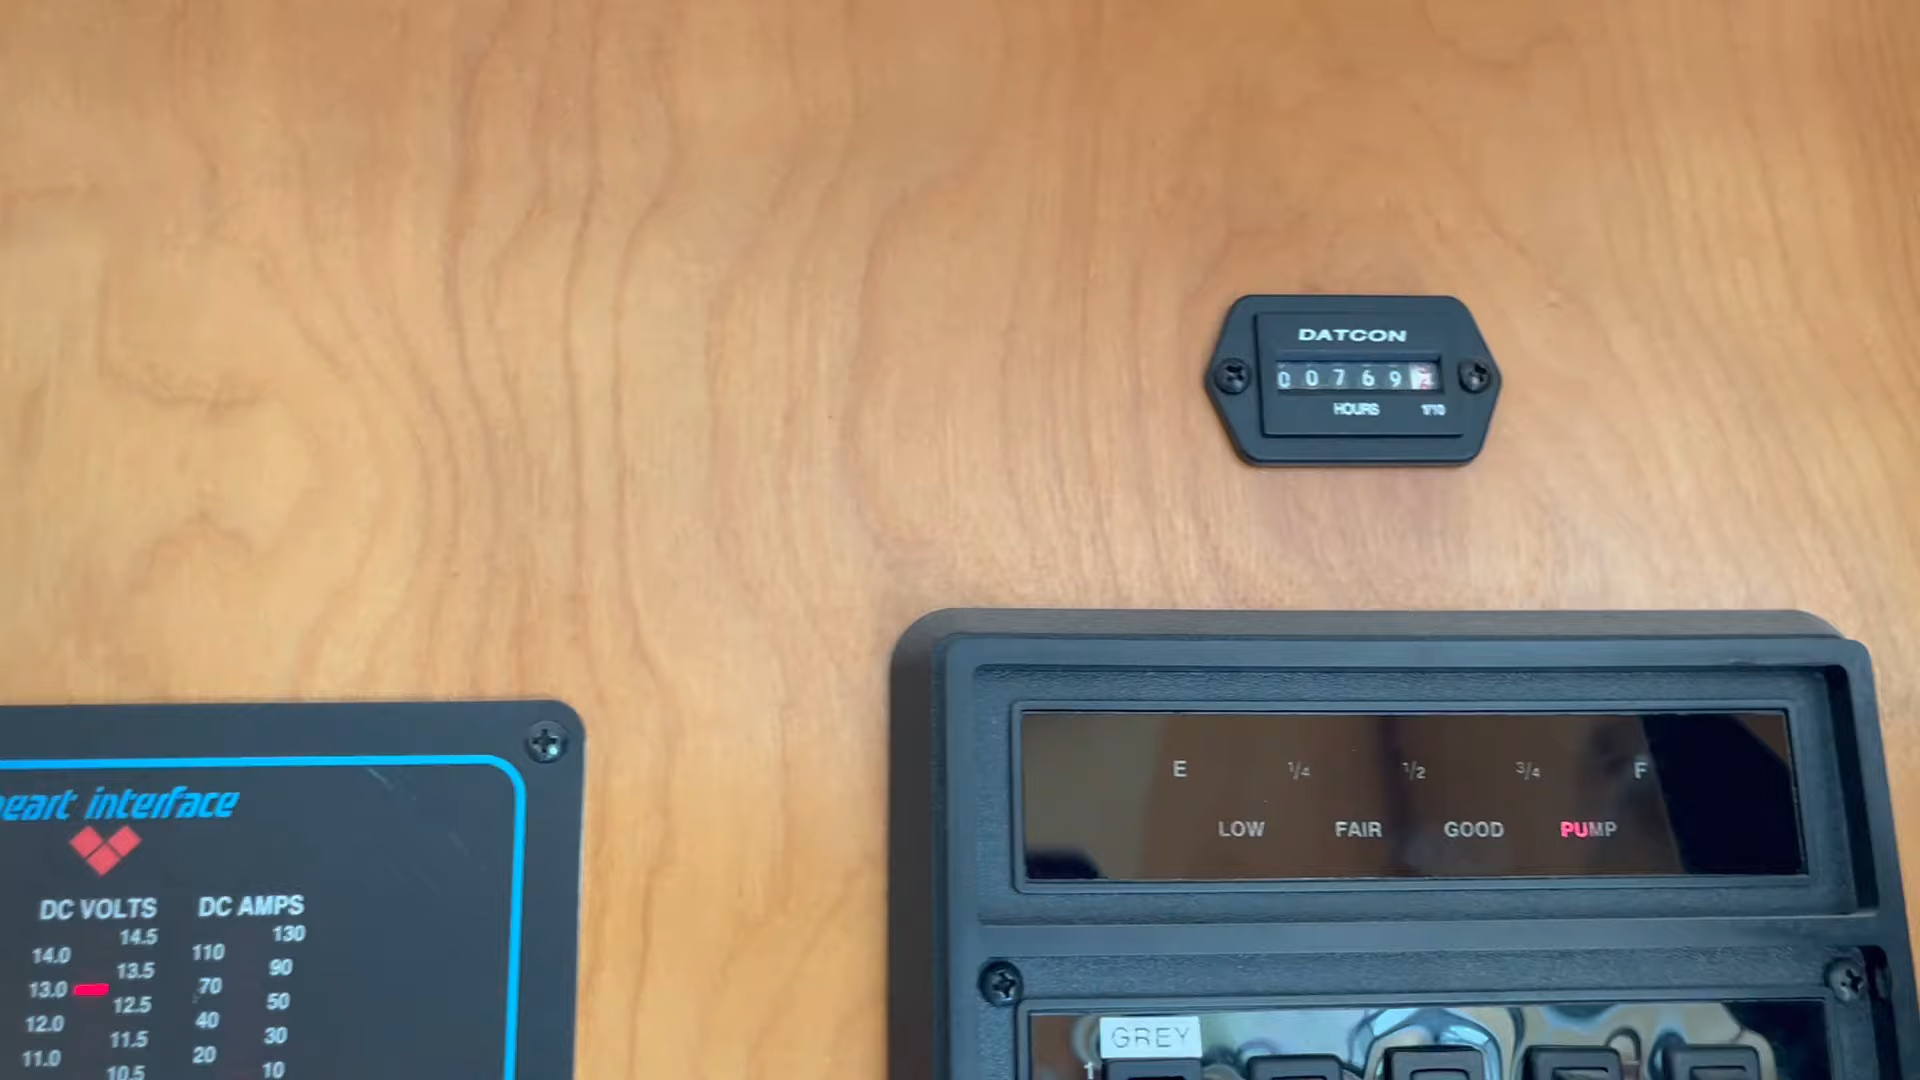 DATCON
0 0 7 6 9
HOURS 1/10
E 1/4 1/2 3/4 F
LOW FAIR GOOD PUMP
heart interface
DC VOLTS DC AMPS
14.5 130
14.0 110
13.5 90
13.0 70
12.5 50
12.0 40
11.5 30
11.0 20
10.5 10
GREY
1